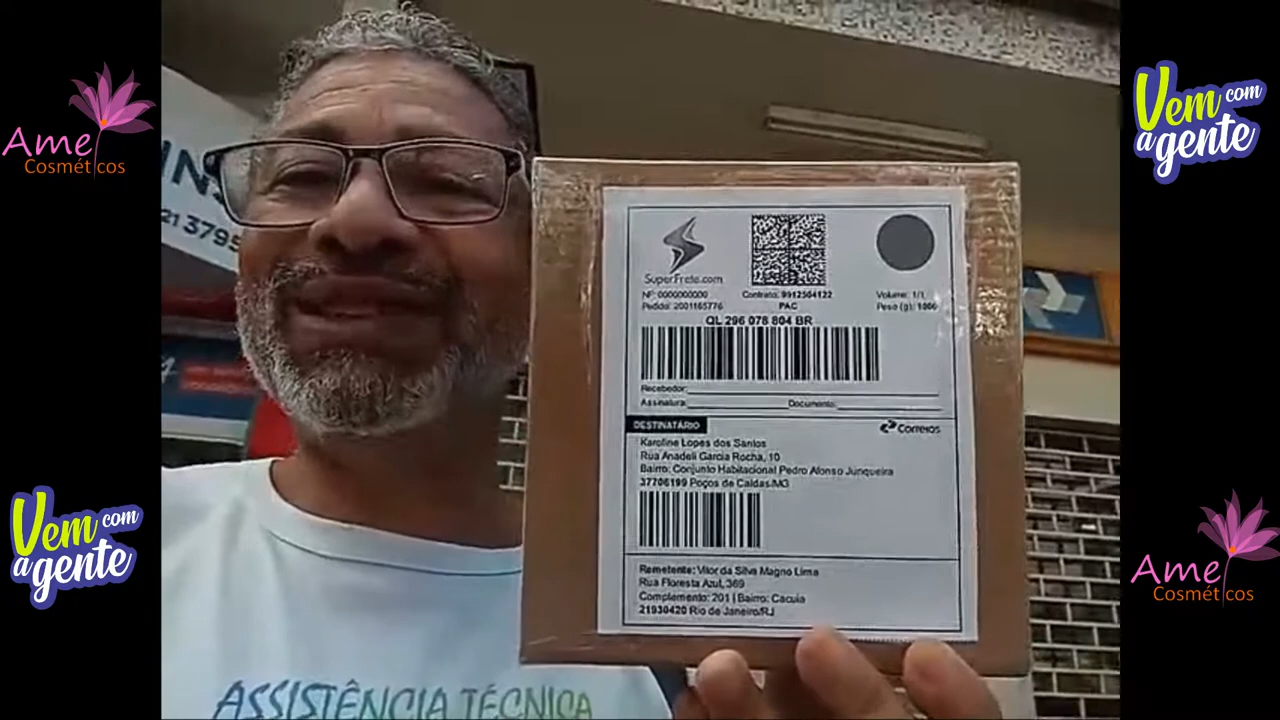 Ame
Cosméticos
Vem com
a gente
INS
21 3795
SuperFrete.com
NF: 0000000000
Contrato: 9912504122
Volume: 1/1
Pedido: 2001165776
PAC
Peso (g): 1000
QL 296 078 804 BR
Recebedor:
Assinatura: Documento:
DESTINATÁRIO
Correios
Karoline Lopes dos Santos
Rua Anadeli Garcia Rocha, 10
Bairro: Conjunto Habitacional Pedro Afonso Junqueira
37706199 Poços de Caldas/MG
Remetente: Vitor da Silva Magno Lima
Rua Floresta Azul, 369
Complemento: 201 | Bairro: Cacuia
21930420 Rio de Janeiro/RJ
ASSISTÊNCIA TÉCNICA
Vem com
a gente
Ame
Cosméticos